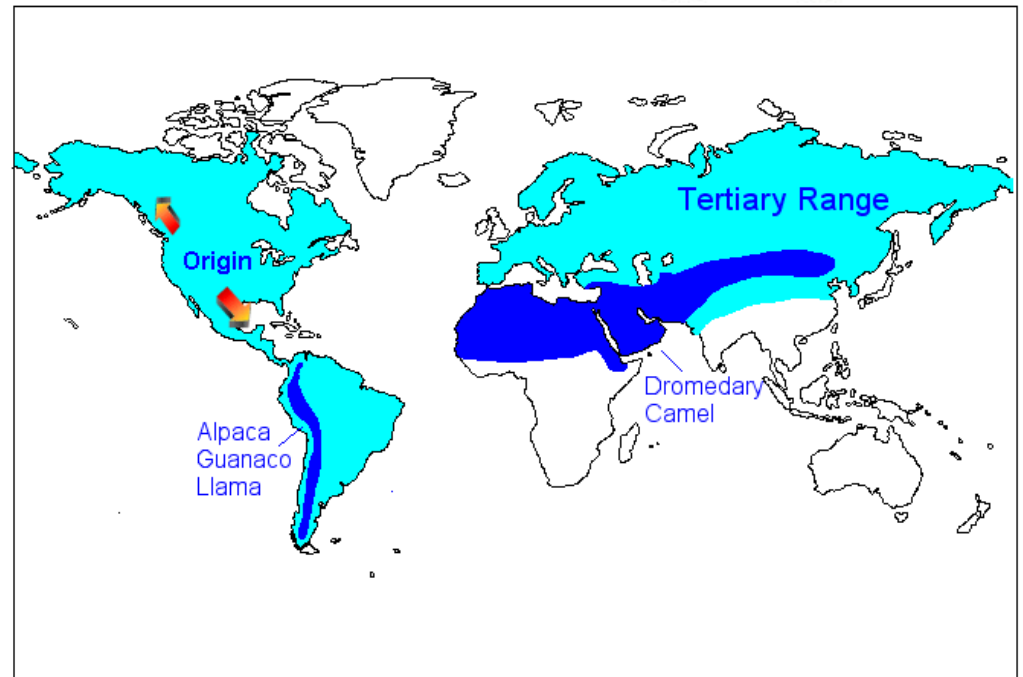 Tertiary Range
Origin
Dromedary
Camel
Alpaca
Guanaco
Llama